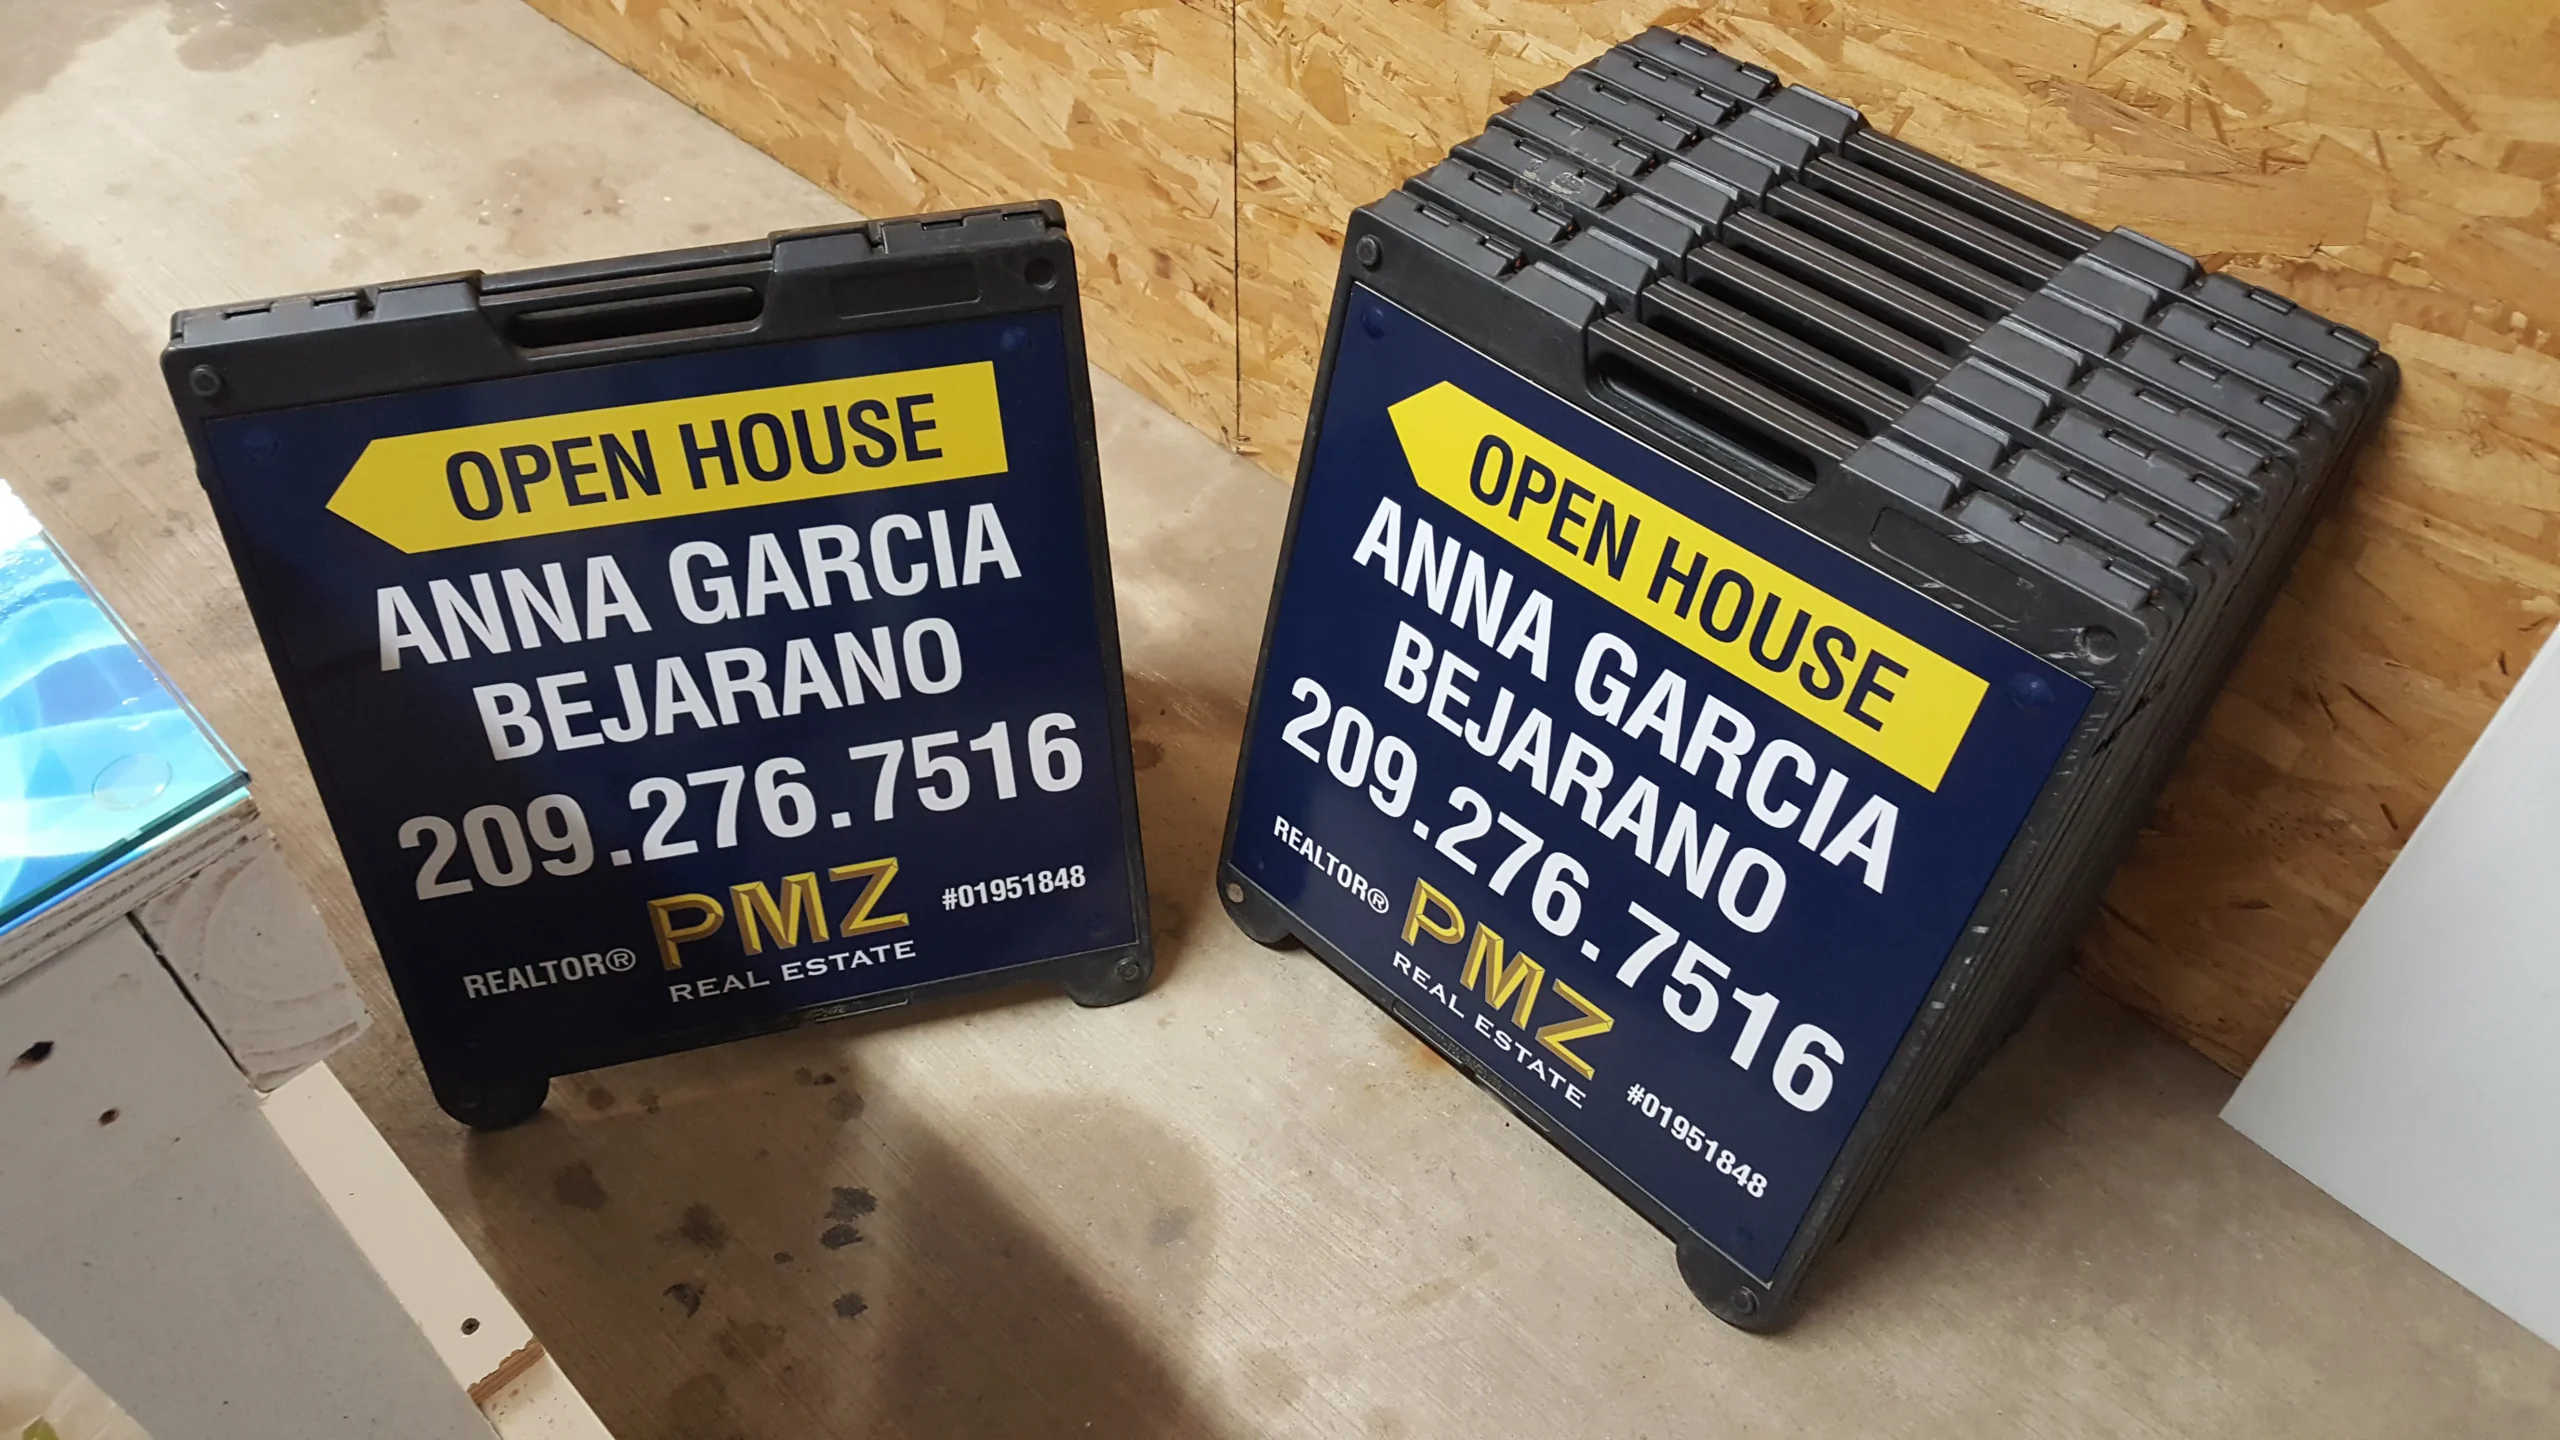 OPEN HOUSE
ANNA GARCIA
BEJARANO
209.276.7516
REALTOR® PMZ #01951848
REAL ESTATE
OPEN HOUSE
ANNA GARCIA
BEJARANO
209.276.7516
REALTOR® PMZ #01951848
REAL ESTATE